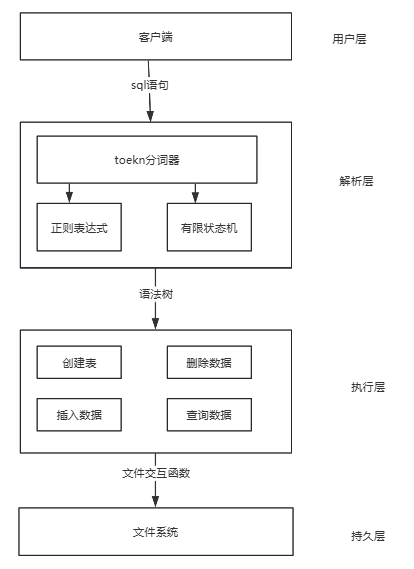 客户端
用户层
sql语句
toekn分词器
解析层
正则表达式
有限状态机
语法树
创建表
删除数据
执行层
插入数据
查询数据
文件交互函数
文件系统
持久层